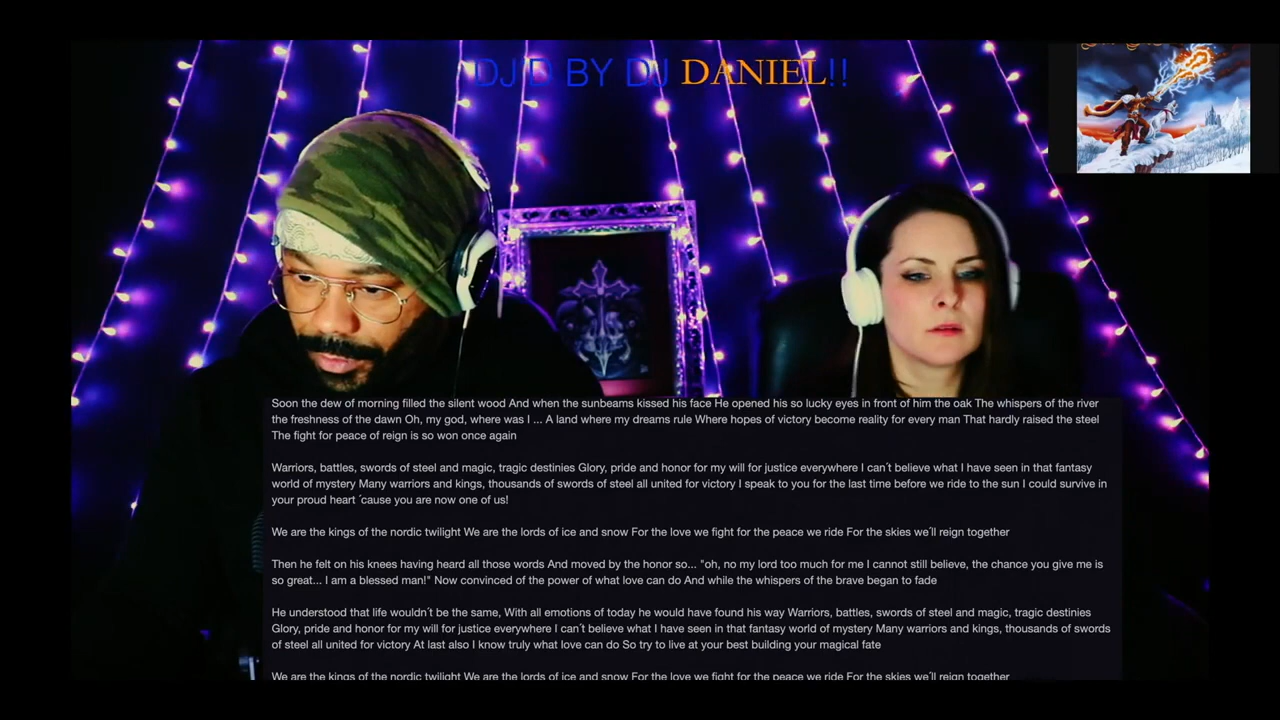 DJ'D BY DJ DANIEL!!
Soon the dew of morning filled the silent wood And when the sunbeams kissed his face He opened his so lucky eyes in front of him the oak The whispers of the river
the freshness of the dawn Oh, my god, where was I ... A land where my dreams rule Where hopes of victory become reality for every man That hardly raised the steel
The fight for peace of reign is so won once again
Warriors, battles, swords of steel and magic, tragic destinies Glory, pride and honor for my will for justice everywhere I can´t believe what I have seen in that fantasy
world of mystery Many warriors and kings, thousands of swords of steel all united for victory I speak to you for the last time before we ride to the sun I could survive in
your proud heart ´cause you are now one of us!
We are the kings of the nordic twilight We are the lords of ice and snow For the love we fight for the peace we ride For the skies we´ll reign together
Then he felt on his knees having heard all those words And moved by the honor so... "oh, no my lord too much for me I cannot still believe, the chance you give me is
so great... I am a blessed man!" Now convinced of the power of what love can do And while the whispers of the brave began to fade
He understood that life wouldn´t be the same, With all emotions of today he would have found his way Warriors, battles, swords of steel and magic, tragic destinies
Glory, pride and honor for my will for justice everywhere I can´t believe what I have seen in that fantasy world of mystery Many warriors and kings, thousands of swords
of steel all united for victory At last also I know truly what love can do So try to live at your best building your magical fate
We are the kings of the nordic twilight We are the lords of ice and snow For the love we fight for the peace we ride For the skies we´ll reign together